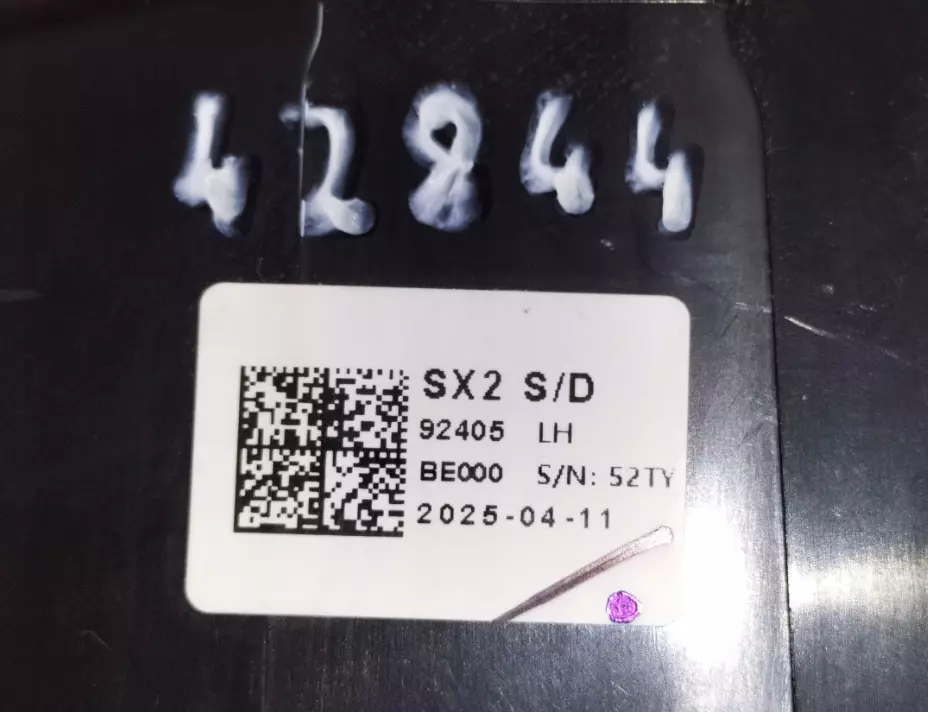 42844
SX2 S/D
92405 LH
BE000 S/N: 52TY
2025-04-11